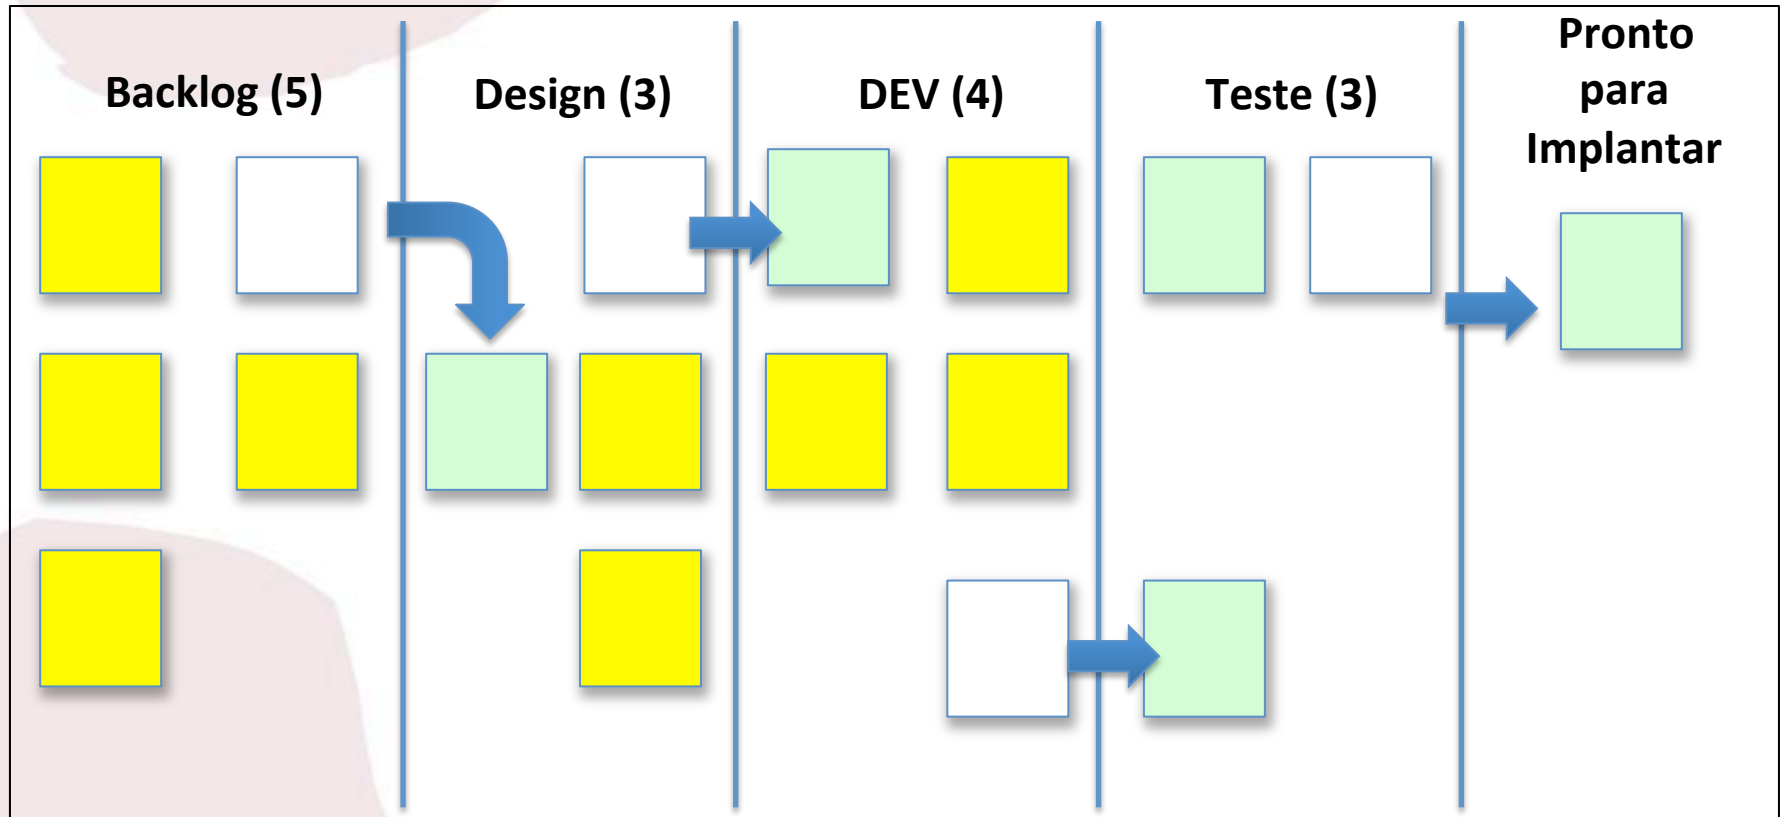 Backlog (5)
Design (3)
DEV (4)
Teste (3)
Pronto
para
Implantar